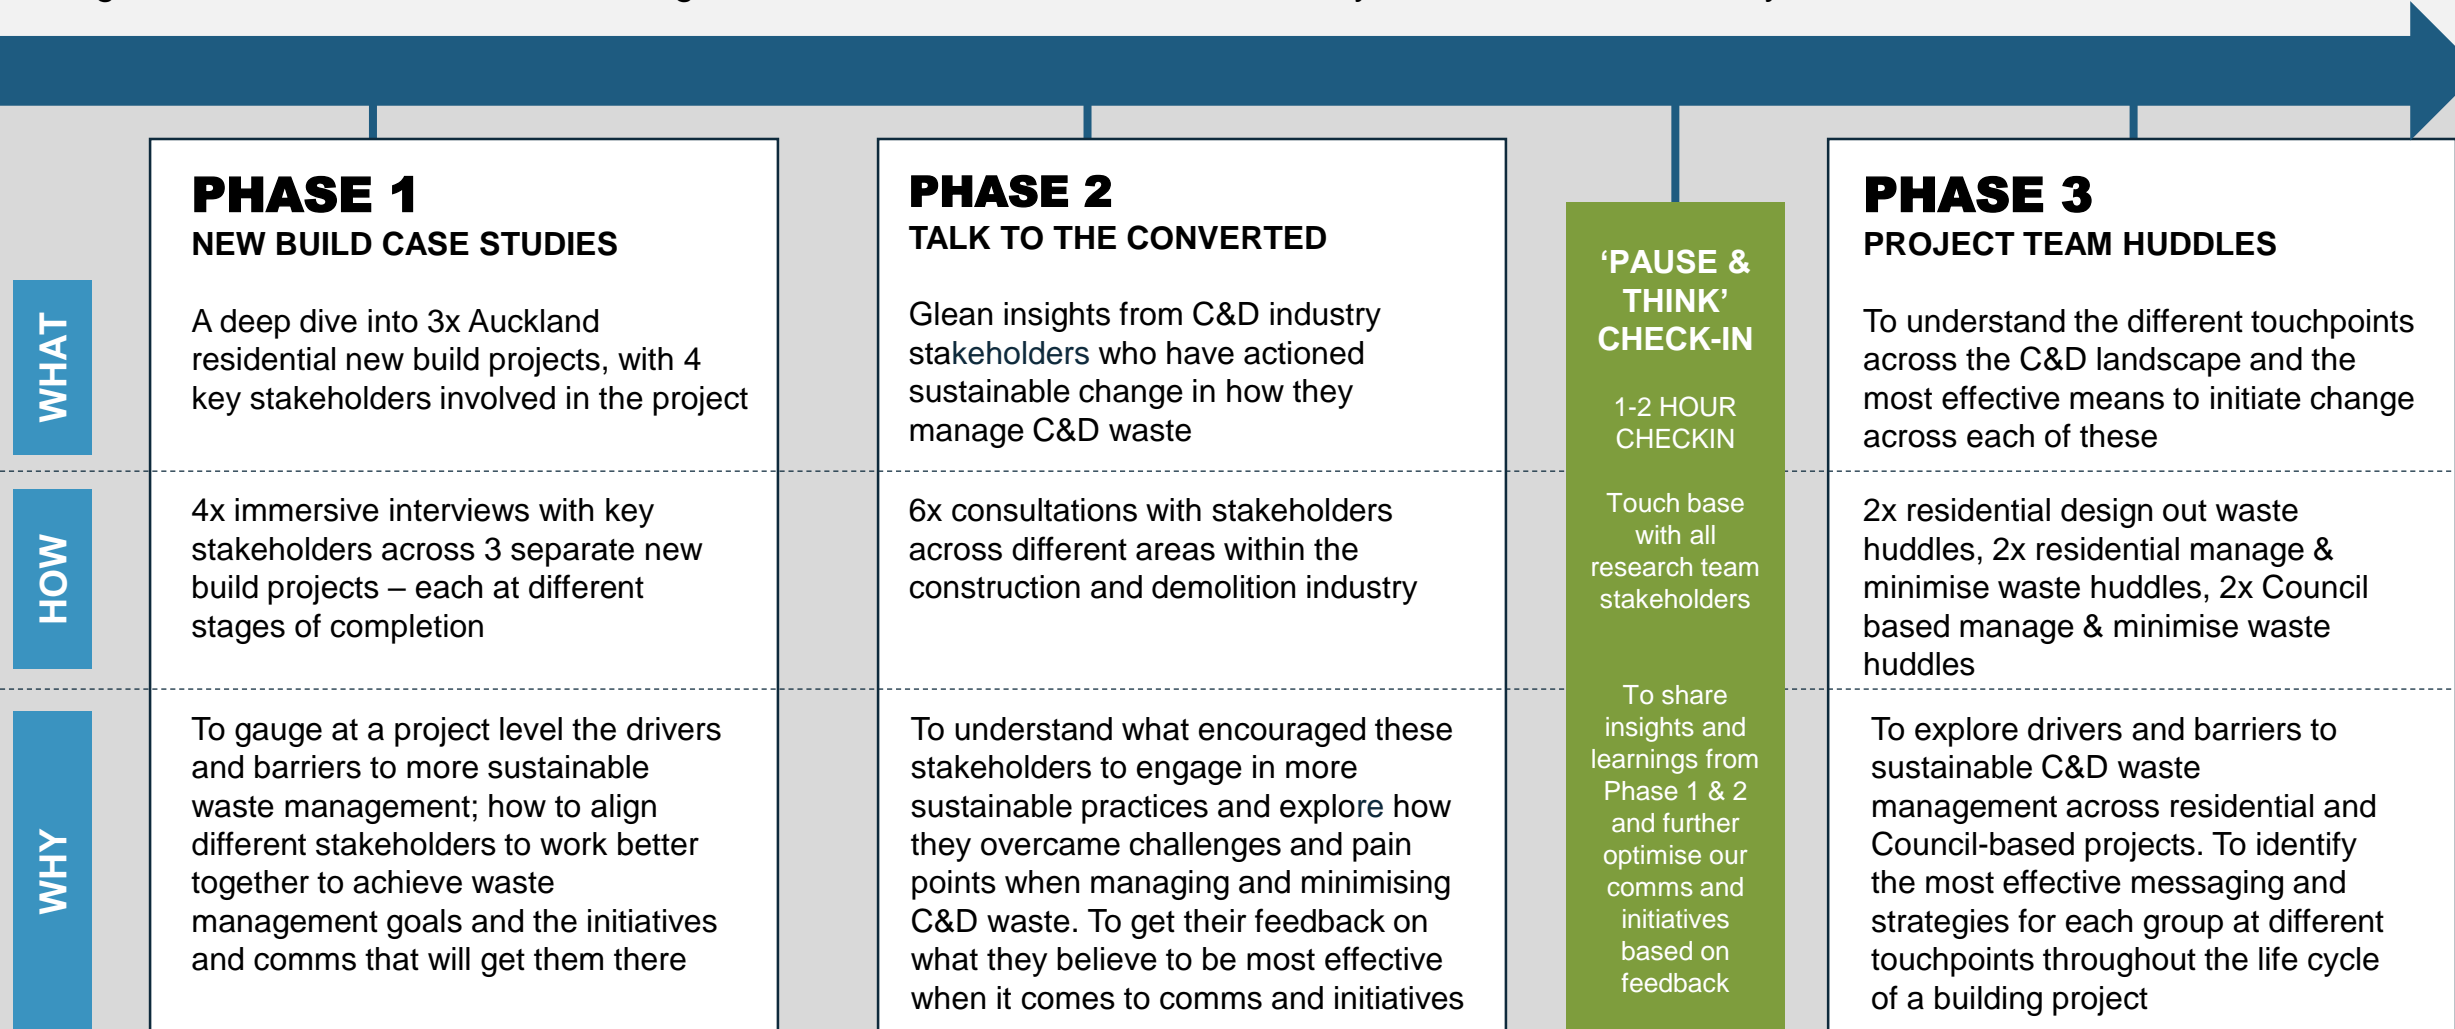 PHASE 1
NEW BUILD CASE STUDIES
PHASE 2
TALK TO THE CONVERTED
'PAUSE &
THINK'
CHECK-IN
1-2 HOUR
CHECKIN
Touch base
with all
research team
stakeholders
To share
insights and
learnings from
Phase 1 & 2
and further
optimise our
comms and
initiatives
based on
feedback
PHASE 3
PROJECT TEAM HUDDLES
WHAT
A deep dive into 3x Auckland
residential new build projects, with 4
key stakeholders involved in the project
Glean insights from C&D industry
stakeholders who have actioned
sustainable change in how they
manage C&D waste
To understand the different touchpoints
across the C&D landscape and the
most effective means to initiate change
across each of these
HOW
4x immersive interviews with key
stakeholders across 3 separate new
build projects – each at different
stages of completion
6x consultations with stakeholders
across different areas within the
construction and demolition industry
2x residential design out waste
huddles, 2x residential manage &
minimise waste huddles, 2x Council
based manage & minimise waste
huddles
WHY
To gauge at a project level the drivers
and barriers to more sustainable
waste management; how to align
different stakeholders to work better
together to achieve waste
management goals and the initiatives
and comms that will get them there
To understand what encouraged these
stakeholders to engage in more
sustainable practices and explore how
they overcame challenges and pain
points when managing and minimising
C&D waste. To get their feedback on
what they believe to be most effective
when it comes to comms and initiatives
To explore drivers and barriers to
sustainable C&D waste
management across residential and
Council-based projects. To identify
the most effective messaging and
strategies for each group at different
touchpoints throughout the life cycle
of a building project